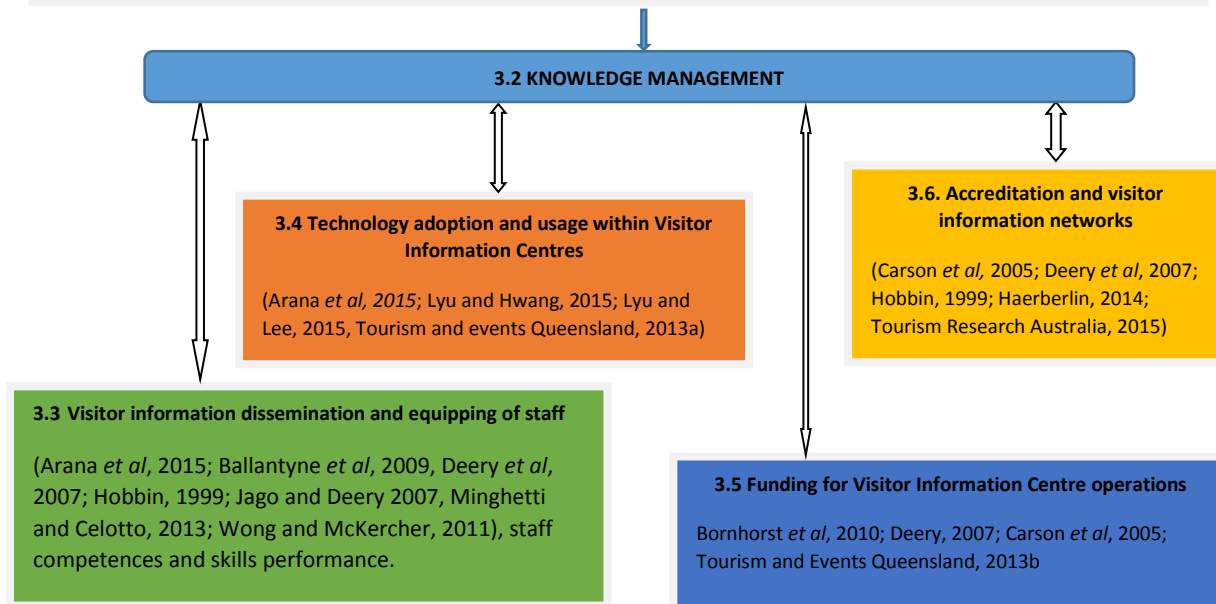 3.2 KNOWLEDGE MANAGEMENT
3.4 Technology adoption and usage within Visitor
Information Centres
(Arana et al, 2015; Lyu and Hwang, 2015; Lyu and
Lee, 2015, Tourism and events Queensland, 2013a)
3.6. Accreditation and visitor
information networks
(Carson et al, 2005; Deery et al, 2007;
Hobbin, 1999; Haerberlin, 2014;
Tourism Research Australia, 2015)
3.3 Visitor information dissemination and equipping of staff
(Arana et al, 2015; Ballantyne et al, 2009, Deery et al,
2007; Hobbin, 1999; Jago and Deery 2007, Minghetti
and Celotto, 2013; Wong and McKercher, 2011), staff
competences and skills performance.
3.5 Funding for Visitor Information Centre operations
Bornhorst et al, 2010; Deery, 2007; Carson et al, 2005;
Tourism and Events Queensland, 2013b